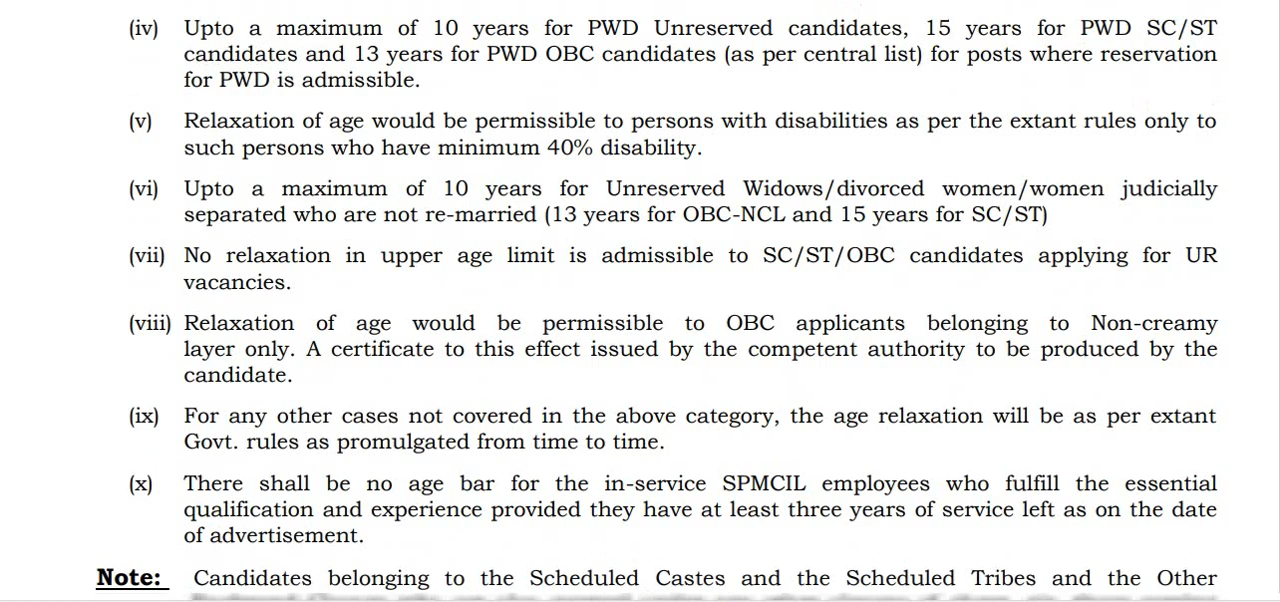 (iv) Upto a maximum of 10 years for PWD Unreserved candidates, 15 years for PWD SC/ST
candidates and 13 years for PWD OBC candidates (as per central list) for posts where reservation
for PWD is admissible.
(v) Relaxation of age would be permissible to persons with disabilities as per the extant rules only to
such persons who have minimum 40% disability.
(vi) Upto a maximum of 10 years for Unreserved Widows/divorced women/women judicially
separated who are not re-married (13 years for OBC-NCL and 15 years for SC/ST)
(vii) No relaxation in upper age limit is admissible to SC/ST/OBC candidates applying for UR
vacancies.
(viii) Relaxation of age would be permissible to OBC applicants belonging to Non-creamy
layer only. A certificate to this effect issued by the competent authority to be produced by the
candidate.
(ix) For any other cases not covered in the above category, the age relaxation will be as per extant
Govt. rules as promulgated from time to time.
(x) There shall be no age bar for the in-service SPMCIL employees who fulfill the essential
qualification and experience provided they have at least three years of service left as on the date
of advertisement.
Note: Candidates belonging to the Scheduled Castes and the Scheduled Tribes and the Other